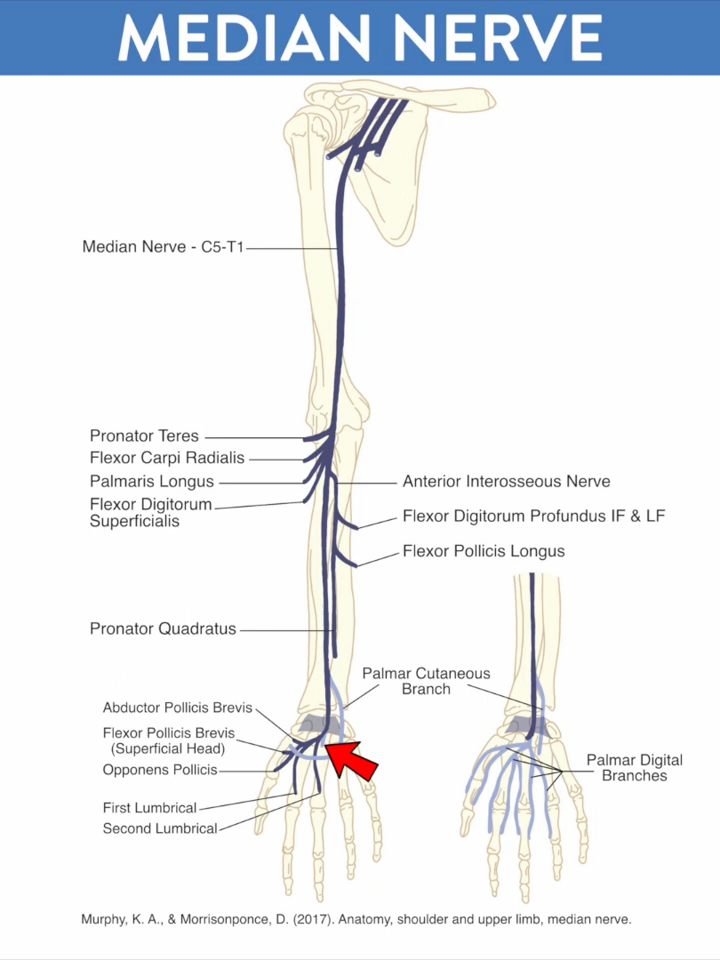 MEDIAN NERVE
Median Nerve - C5-T1
Pronator Teres
Flexor Carpi Radialis
Palmaris Longus
Flexor Digitorum
Superficialis
Anterior Interosseous Nerve
Flexor Digitorum Profundus IF & LF
Flexor Pollicis Longus
Pronator Quadratus
Palmar Cutaneous
Branch
Abductor Pollicis Brevis
Flexor Pollicis Brevis
(Superficial Head)
Opponens Pollicis
First Lumbrical
Second Lumbrical
Palmar Digital
Branches
Murphy, K. A., & Morrisonponce, D. (2017). Anatomy, shoulder and upper limb, median nerve.